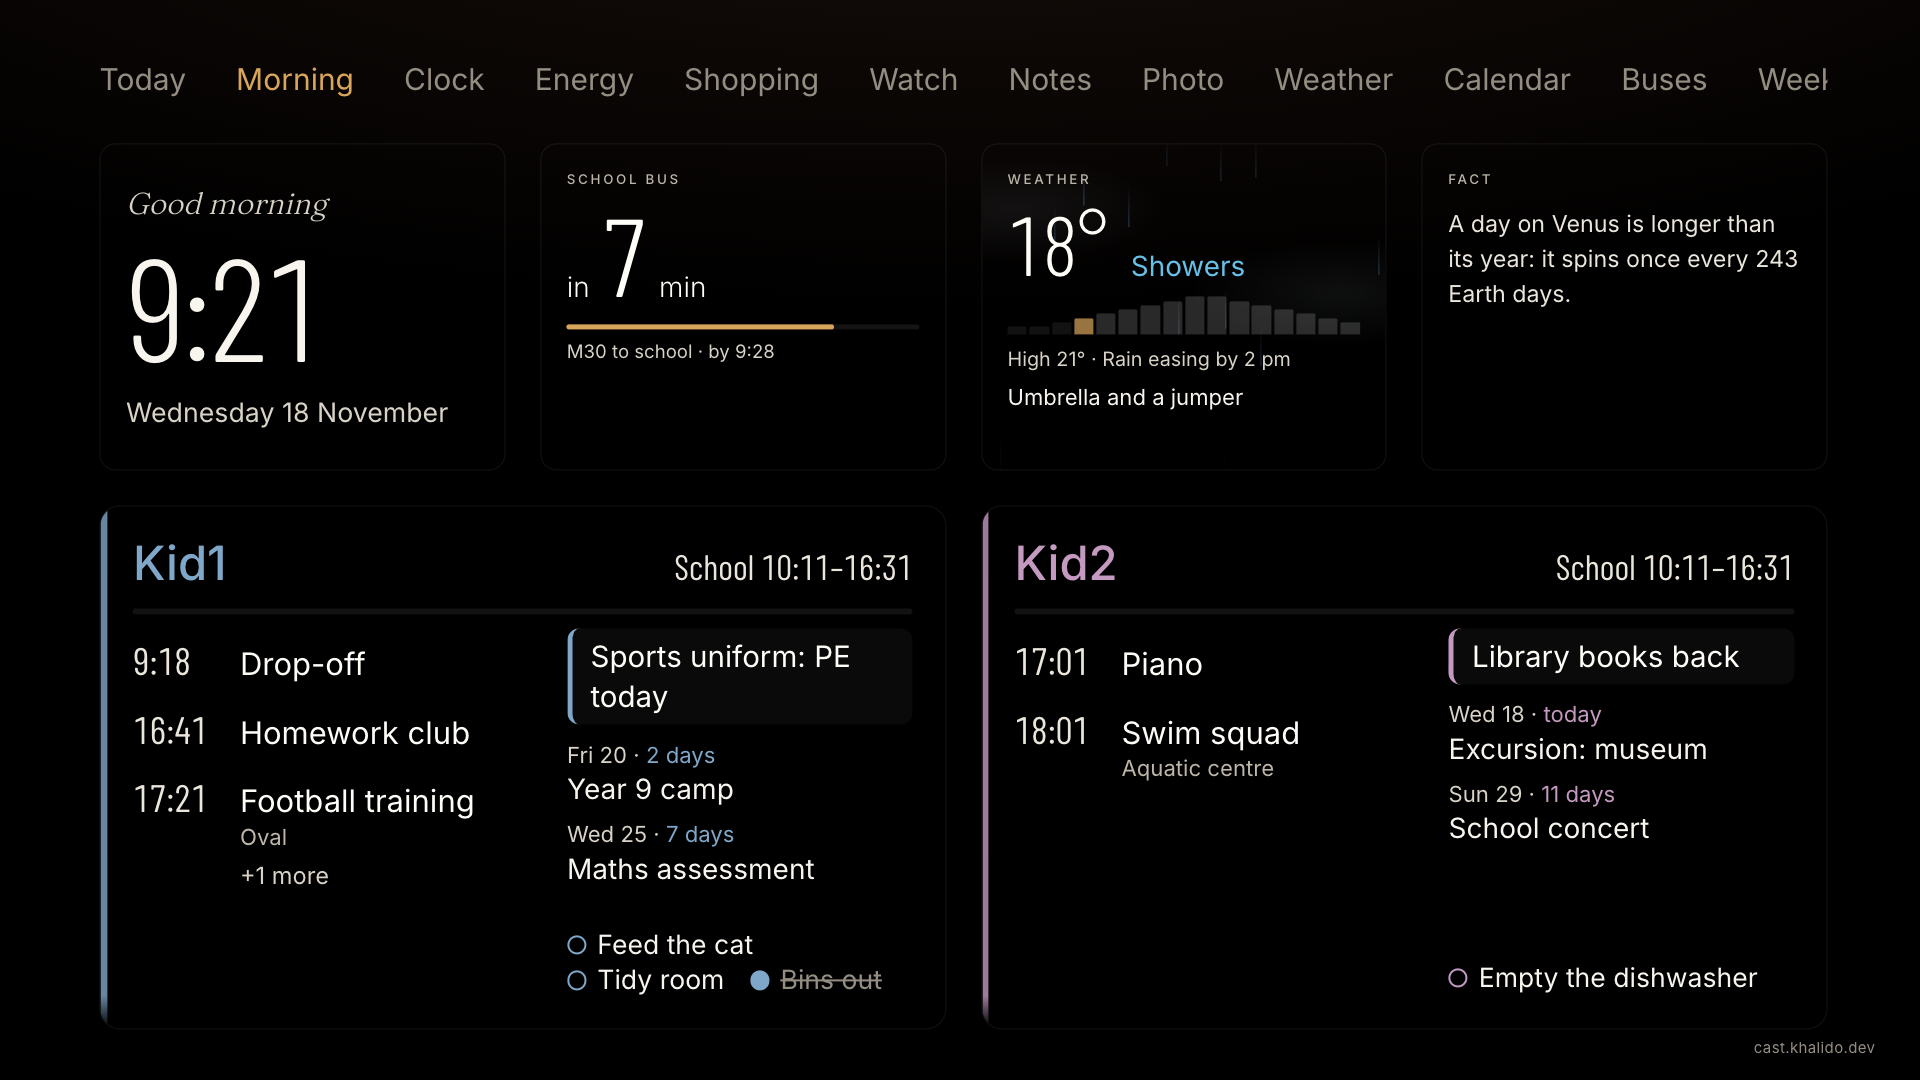 Today Morning Clock Energy Shopping Watch Notes Photo Weather Calendar Buses
Good morning
9:21
Wednesday 18 November
SCHOOL BUS
in 7 min
M30 to school · by 9:28
WEATHER
18° Showers
High 21° · Rain easing by 2 pm
Umbrella and a jumper
FACT
A day on Venus is longer than
its year: it spins once every 243
Earth days.
Kid1
School 10:11–16:31
9:18 Drop-off
16:41 Homework club
17:21 Football training
Oval
+1 more
Sports uniform: PE
today
Fri 20 · 2 days
Year 9 camp
Wed 25 · 7 days
Maths assessment
Feed the cat
Tidy room Bins out
Kid2
School 10:11–16:31
17:01 Piano
18:01 Swim squad
Aquatic centre
Library books back
Wed 18 · today
Excursion: museum
Sun 29 · 11 days
School concert
Empty the dishwasher
cast.khalido.dev